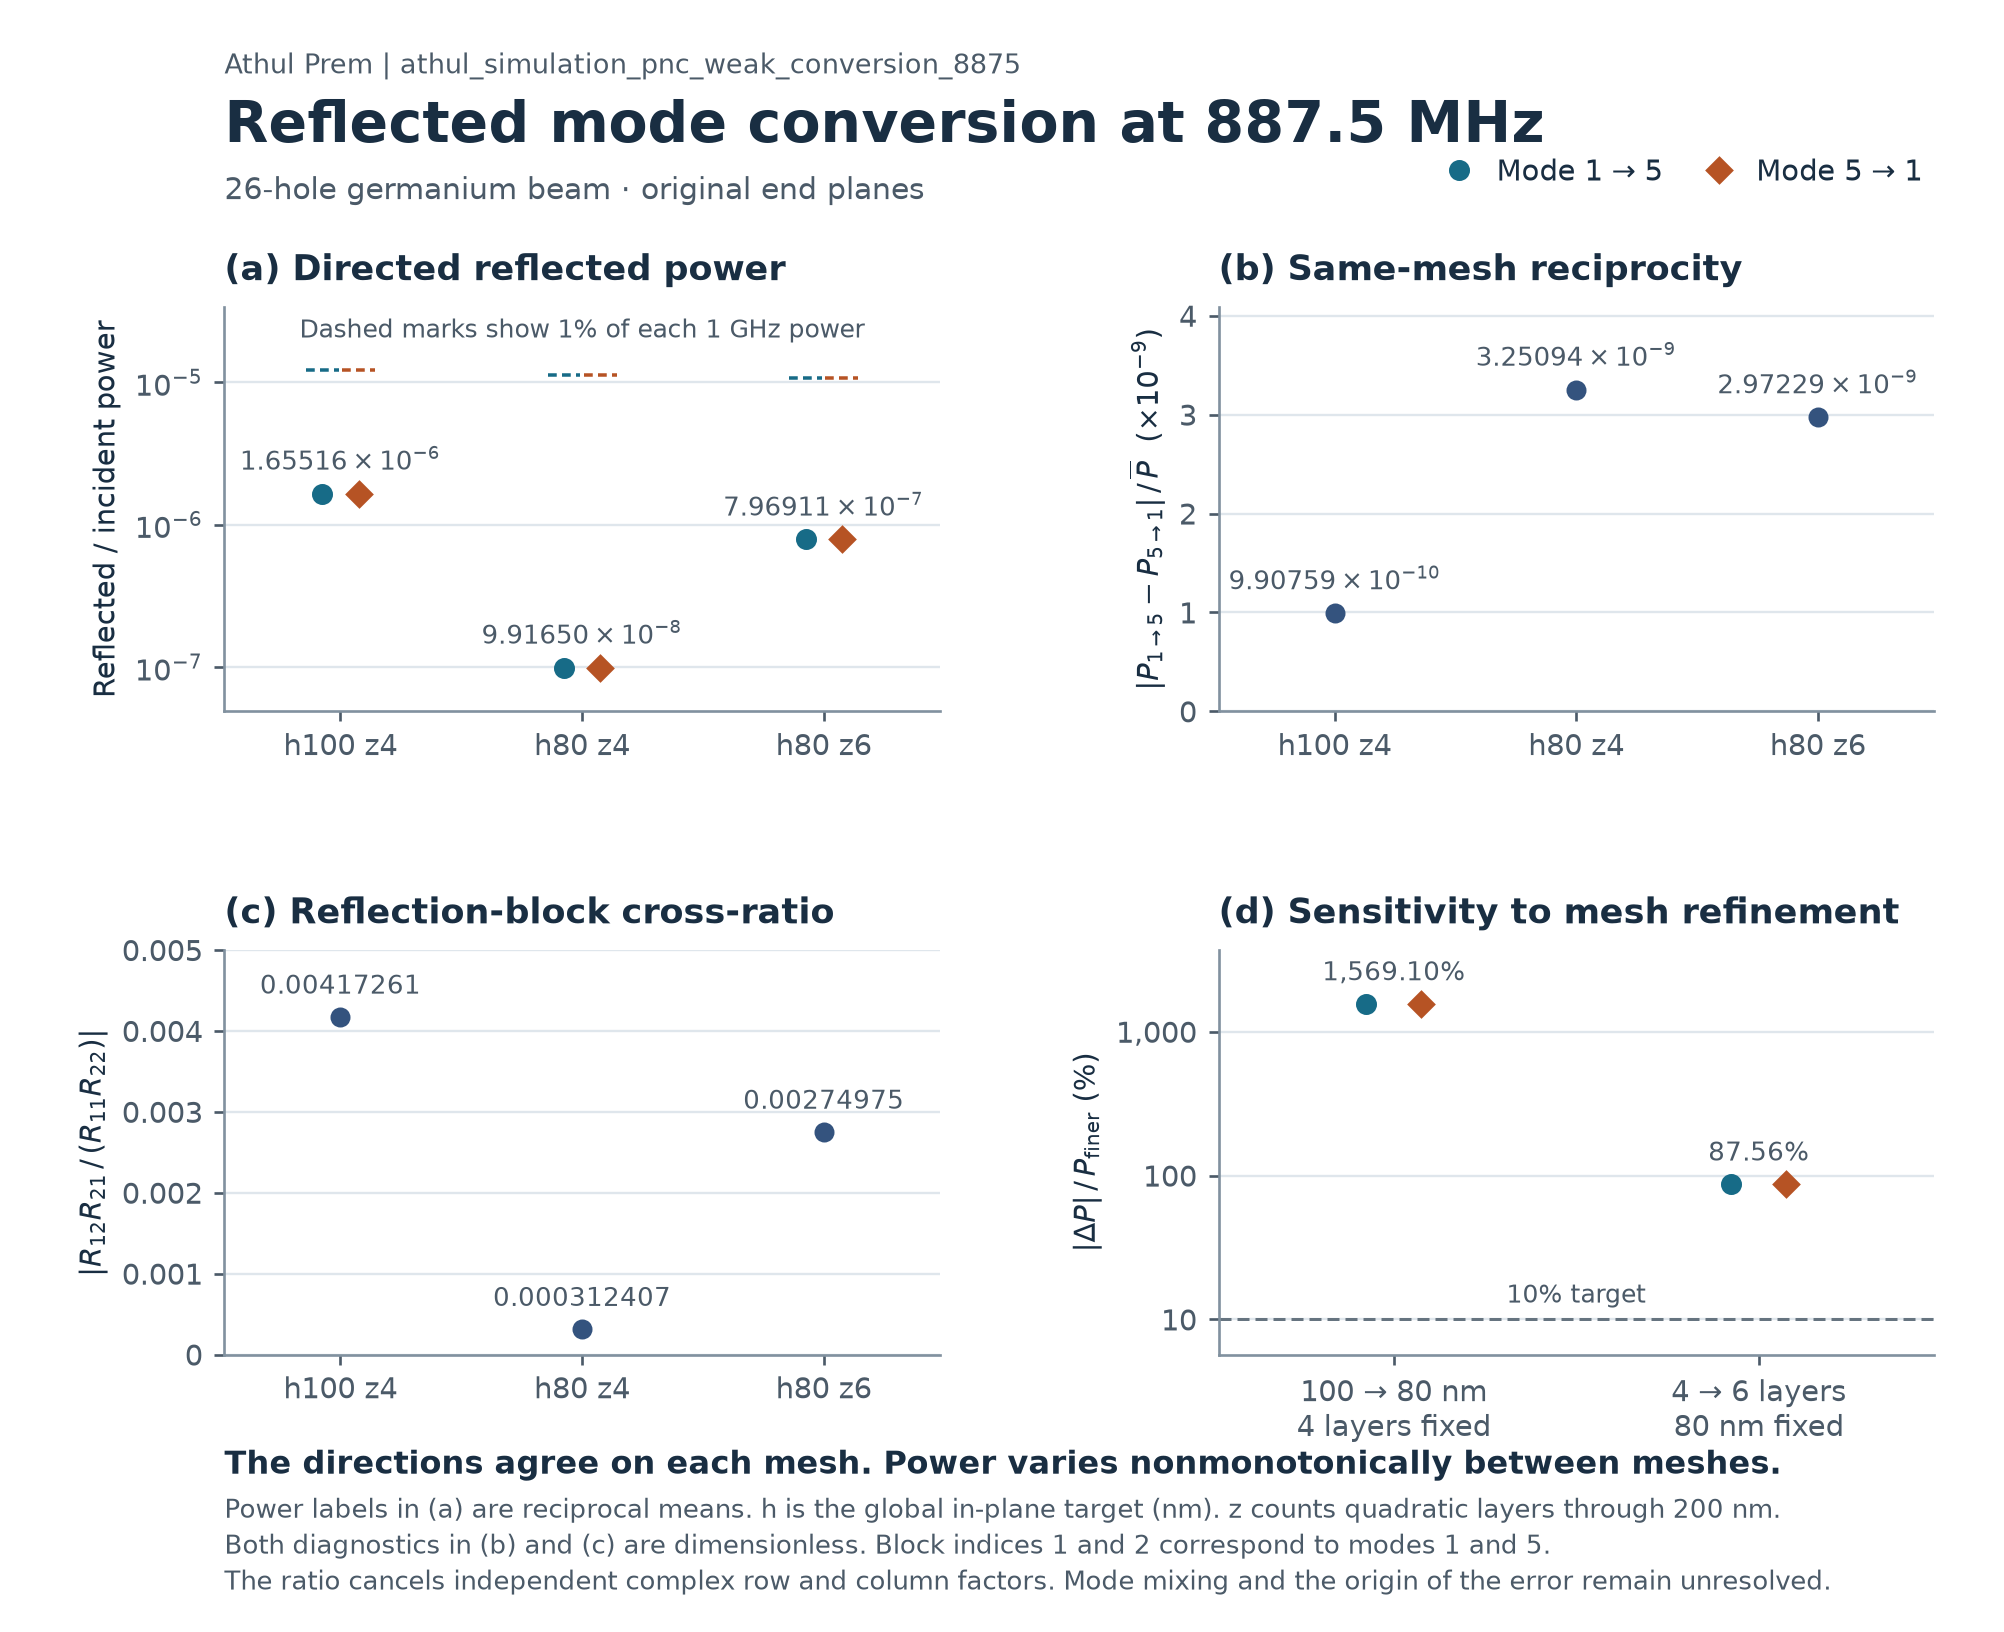 Athul Prem | athul_simulation_pnc_weak_conversion_8875
Reflected mode conversion at 887.5 MHz
26-hole germanium beam · original end planes
Mode 1 → 5
Mode 5 → 1
(a) Directed reflected power
Reflected / incident power
Dashed marks show 1% of each 1 GHz power
10⁻⁵
10⁻⁶
10⁻⁷
1.65516 × 10⁻⁶
9.91650 × 10⁻⁸
7.96911 × 10⁻⁷
h100 z4
h80 z4
h80 z6
(b) Same-mesh reciprocity
|P₁→₅ − P₅→₁| / P̅ (×10⁻⁹)
4
3
2
1
0
9.90759 × 10⁻¹⁰
3.25094 × 10⁻⁹
2.97229 × 10⁻⁹
h100 z4
h80 z4
h80 z6
(c) Reflection-block cross-ratio
|R₁₂R₂₁ / (R₁₁R₂₂)|
0.005
0.004
0.003
0.002
0.001
0
0.00417261
0.000312407
0.00274975
h100 z4
h80 z4
h80 z6
(d) Sensitivity to mesh refinement
|ΔP| / P_finer (%)
1,000
100
10
1,569.10%
87.56%
10% target
100 → 80 nm
4 layers fixed
4 → 6 layers
80 nm fixed
The directions agree on each mesh. Power varies nonmonotonically between meshes.
Power labels in (a) are reciprocal means. h is the global in-plane target (nm). z counts quadratic layers through 200 nm.
Both diagnostics in (b) and (c) are dimensionless. Block indices 1 and 2 correspond to modes 1 and 5.
The ratio cancels independent complex row and column factors. Mode mixing and the origin of the error remain unresolved.